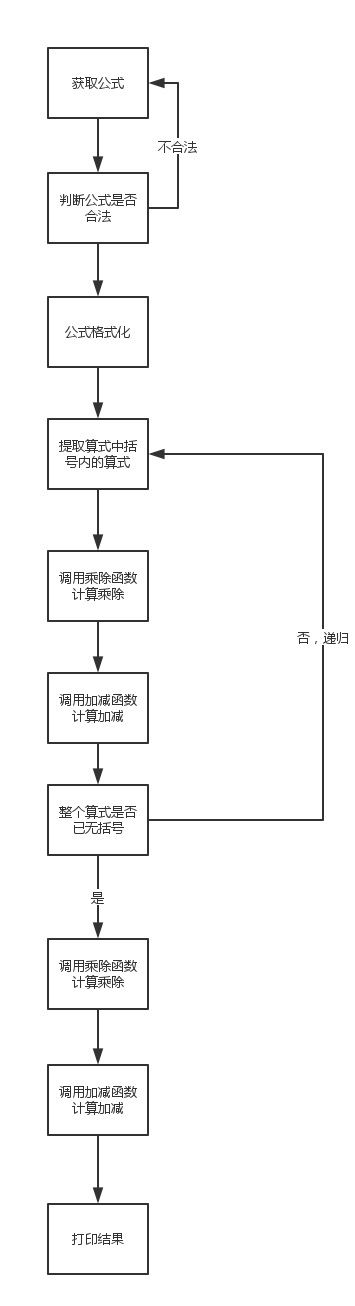 获取公式
不合法
判断公式是否
合法
公式格式化
提取算式中括
号内的算式
调用乘除函数
计算乘除
否，递归
调用加减函数
计算加减
整个算式是否
已无括号
是
调用乘除函数
计算乘除
调用加减函数
计算加减
打印结果